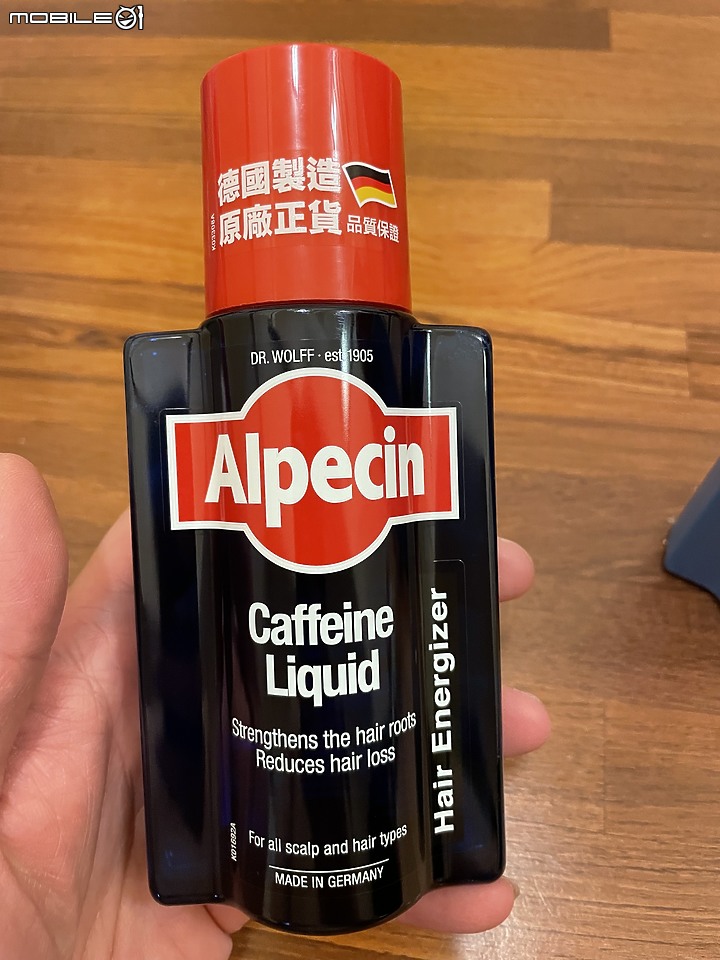 MOBILE01
德國製造
原廠正貨 品質保證
K03308A
DR. WOLFF · est 1905
Alpecin
Caffeine
Liquid
Strengthens the hair roots
Reduces hair loss
Hair Energizer
K01692A
For all scalp and hair types
MADE IN GERMANY